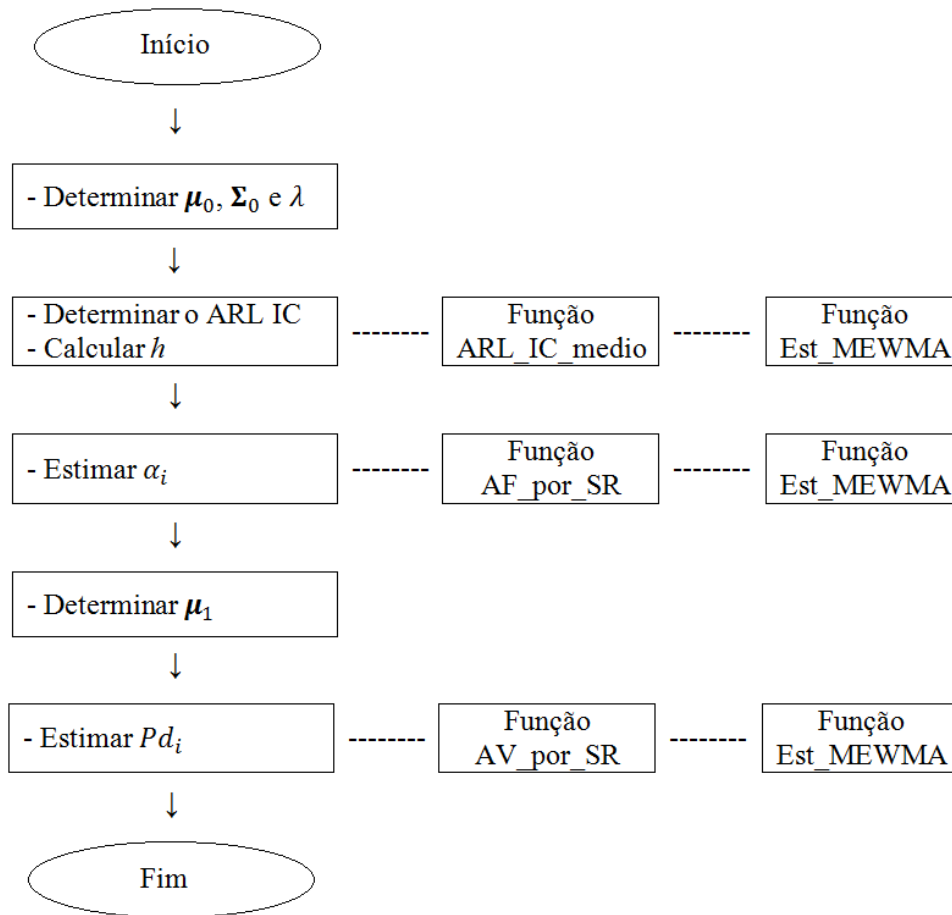 Início
↓
- Determinar 𝝁₀, 𝚺₀ e 𝜆
↓
- Determinar o ARL IC
- Calcular ℎ
--------
Função
ARL_IC_medio
--------
Função
Est_MEWMA
↓
- Estimar 𝛼ᵢ
--------
Função
AF_por_SR
--------
Função
Est_MEWMA
↓
- Determinar 𝝁₁
↓
- Estimar 𝑃𝑑ᵢ
--------
Função
AV_por_SR
--------
Função
Est_MEWMA
↓
Fim